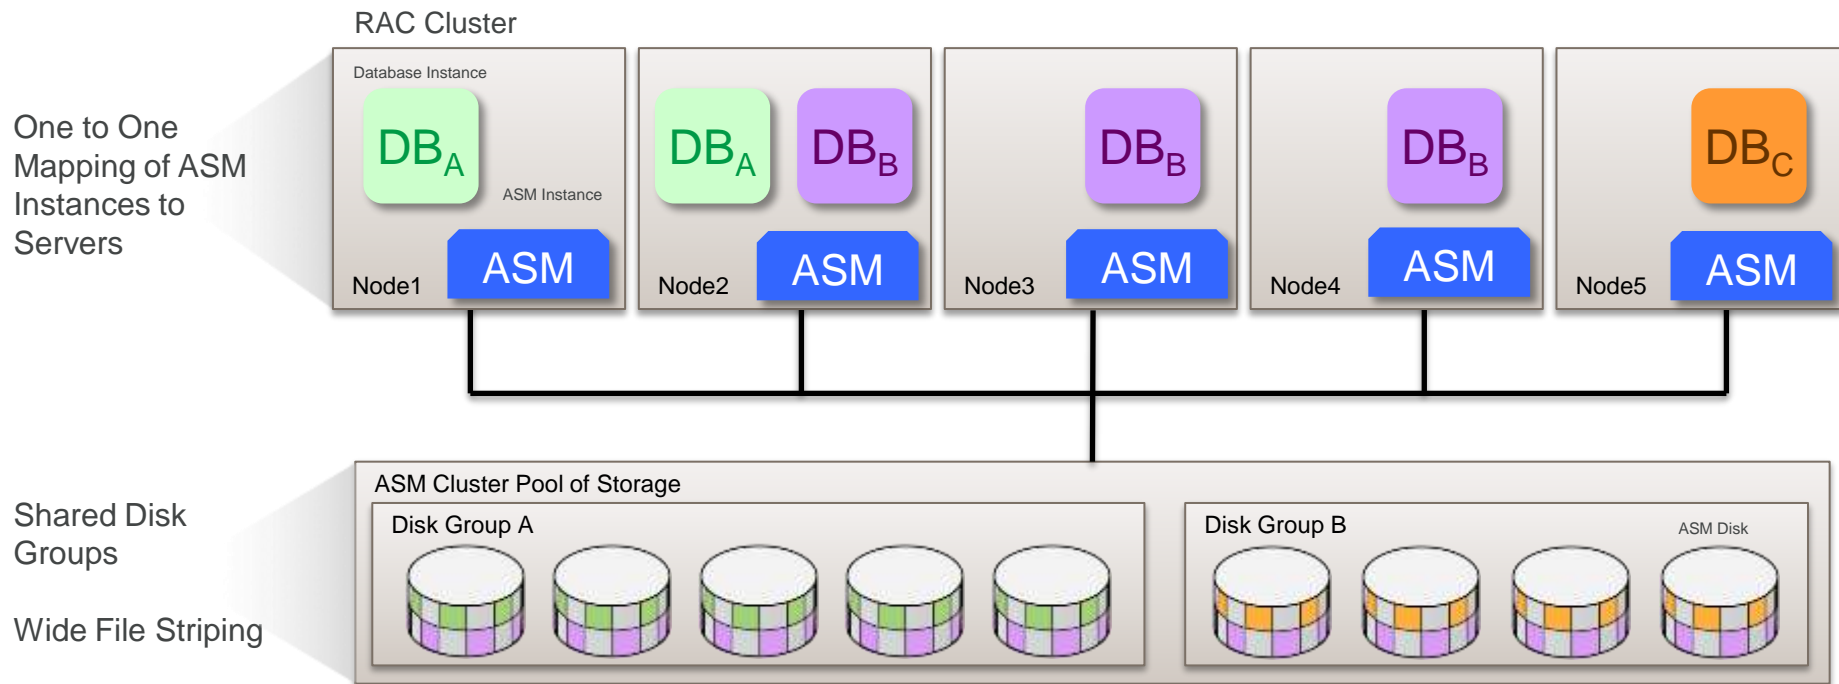 RAC Cluster
One to One
Mapping of ASM
Instances to
Servers
Database Instance
DBA
ASM Instance
Node1
ASM
DBA
DBB
Node2
ASM
DBB
Node3
ASM
DBB
Node4
ASM
DBC
Node5
ASM
Shared Disk
Groups
Wide File Striping
ASM Cluster Pool of Storage
Disk Group A
Disk Group B
ASM Disk